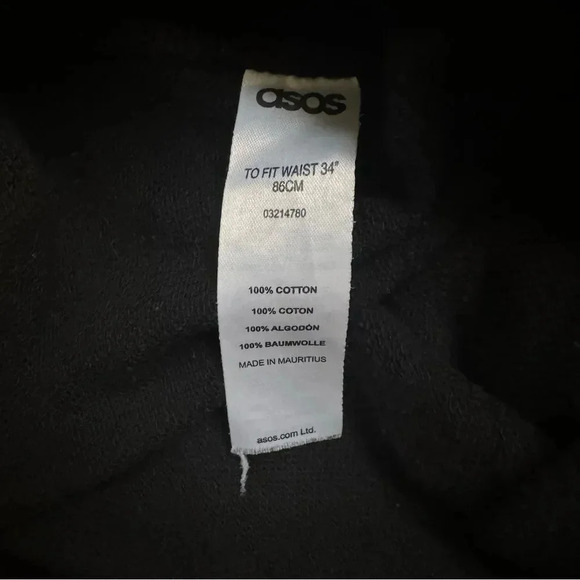 asos
TO FIT WAIST 34"
86CM
03214780
100% COTTON
100% COTON
100% ALGODÓN
100% BAUMWOLLE
MADE IN MAURITIUS
asos.com Ltd.